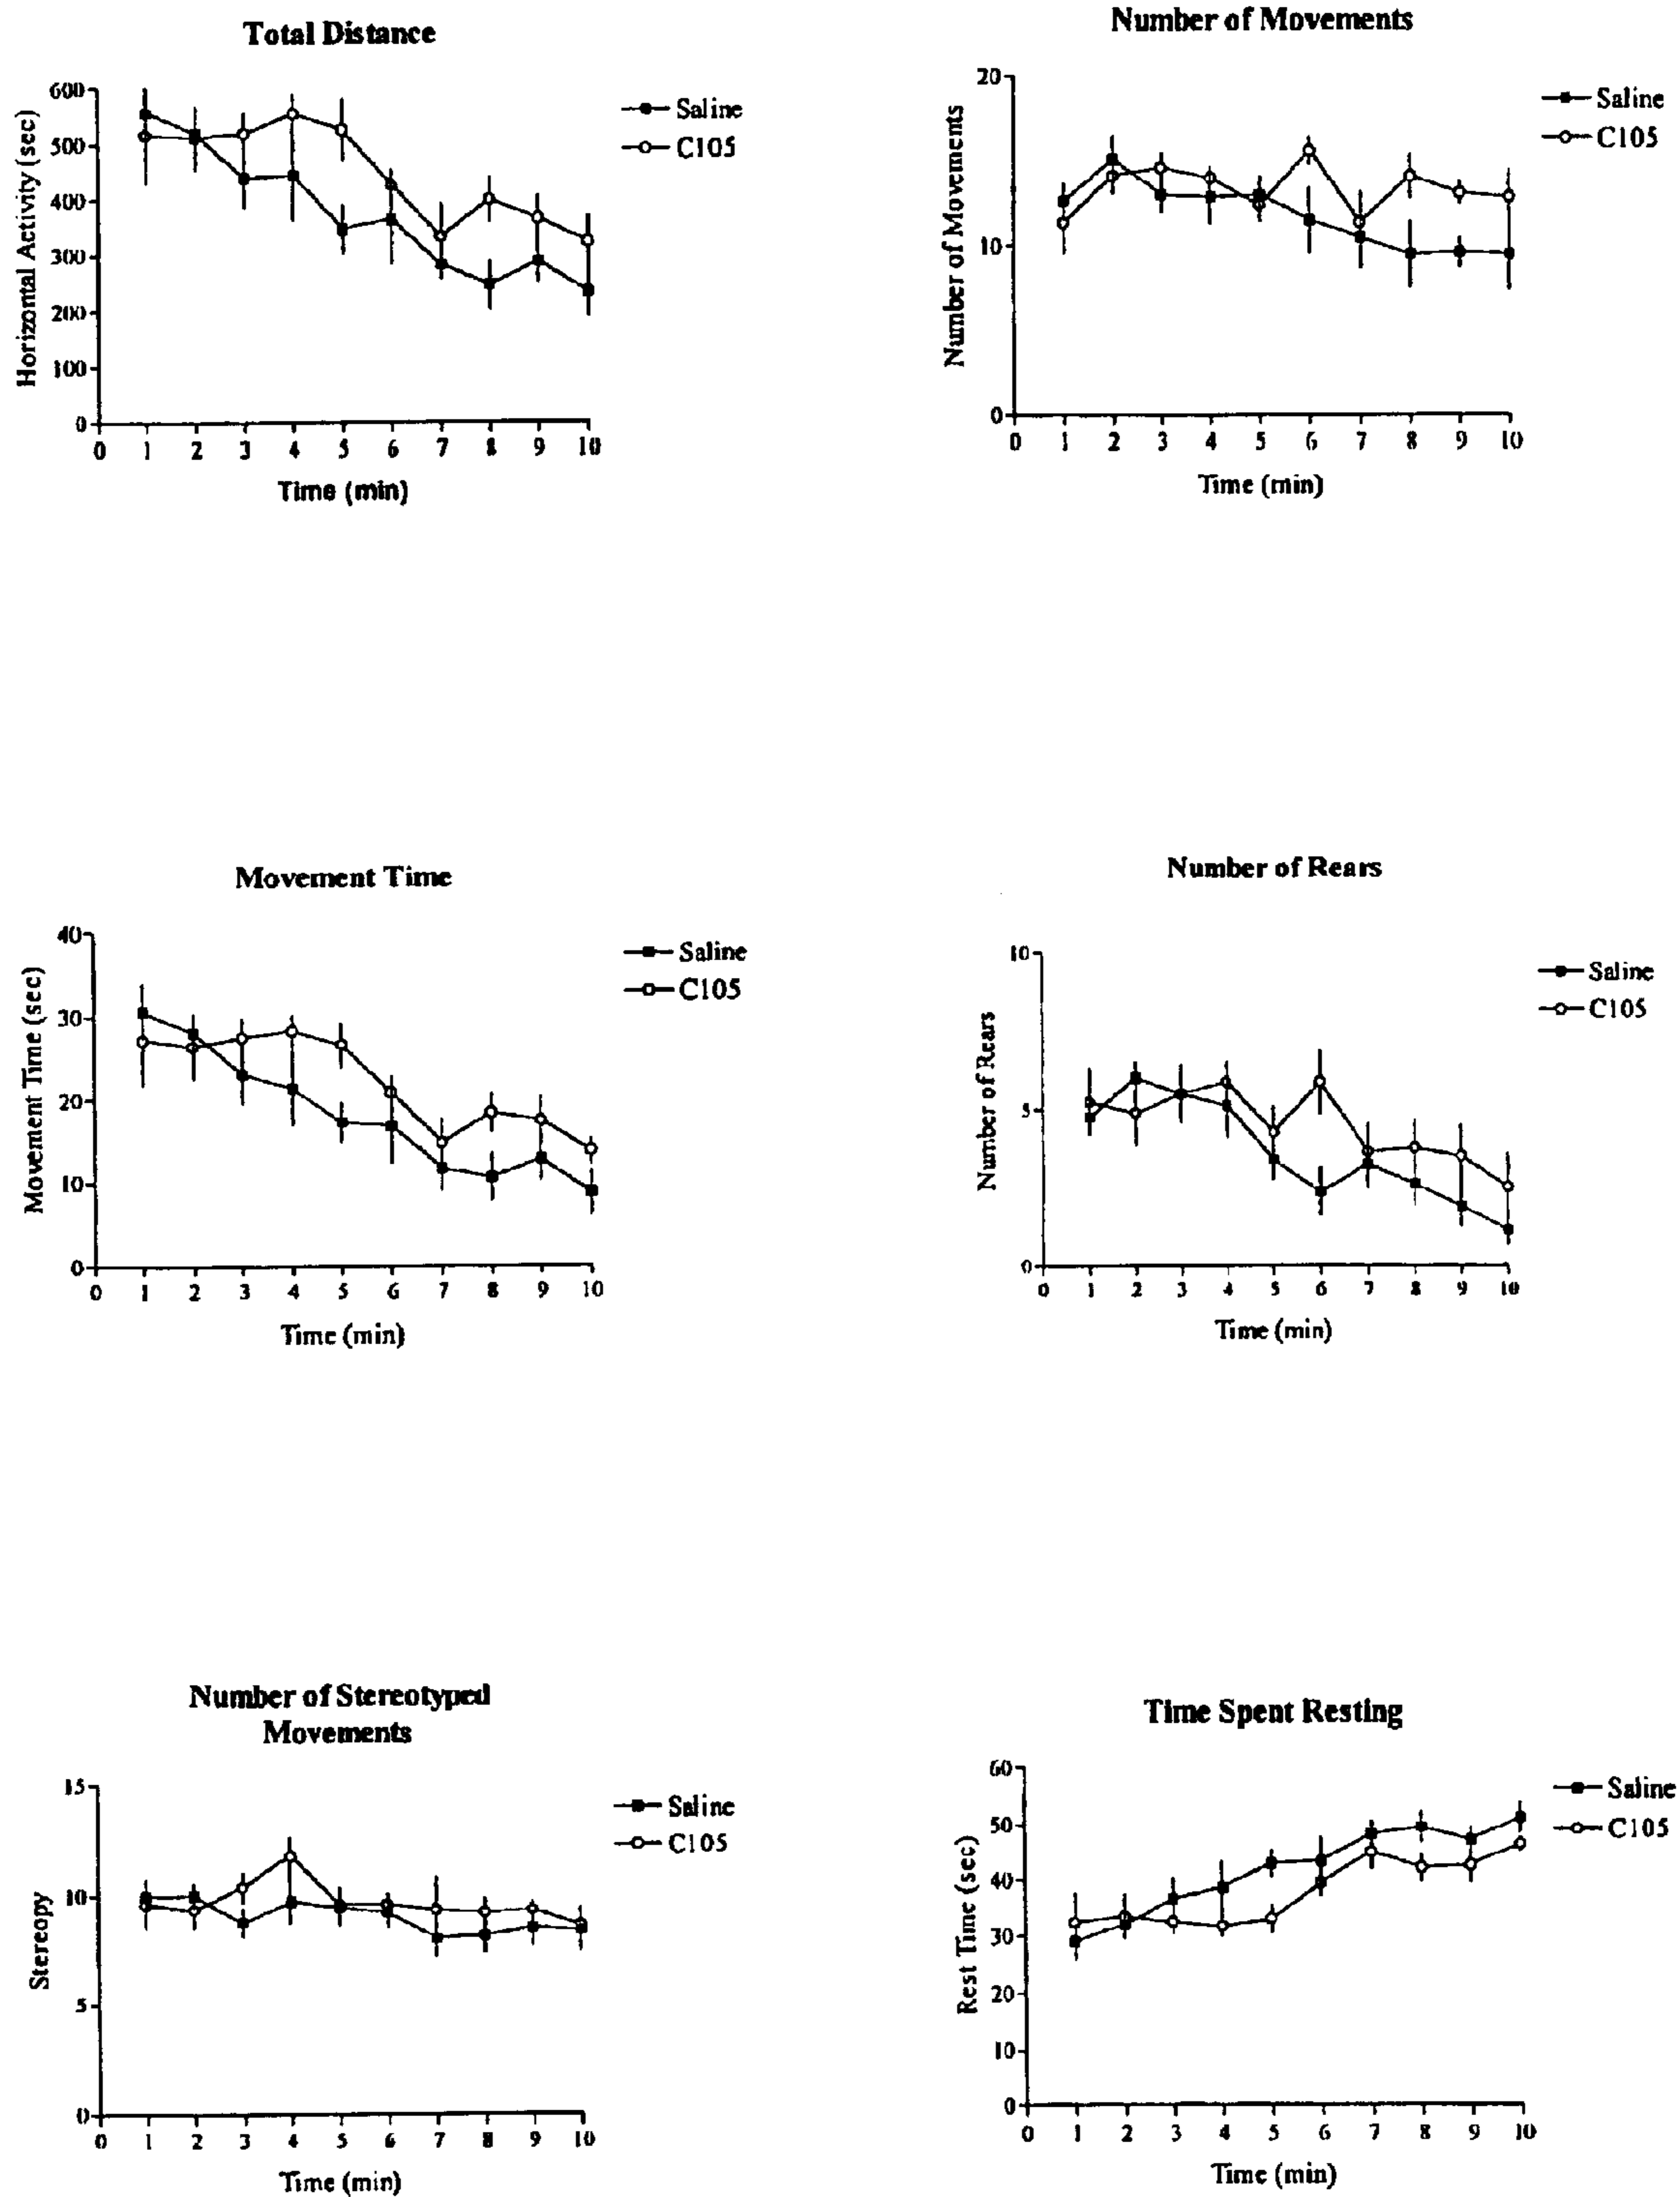 Total Distance
Horizontal Activity (sec)
600
500
400
300
200
100
0
0 1 2 3 4 5 6 7 8 9 10
Time (min)
Saline
C105
Number of Movements
Number of Movements
20
10
0
0 1 2 3 4 5 6 7 8 9 10
Time (min)
Saline
C105
Movement Time
Movement Time (sec)
40
30
20
10
0
0 1 2 3 4 5 6 7 8 9 10
Time (min)
Saline
C105
Number of Rears
Number of Rears
10
5
0
0 1 2 3 4 5 6 7 8 9 10
Time (min)
Saline
C105
Number of Stereotyped
Movements
Stereopy
15
10
5
0
0 1 2 3 4 5 6 7 8 9 10
Time (min)
Saline
C105
Time Spent Resting
Rest Time (sec)
60
50
40
30
20
10
0
0 1 2 3 4 5 6 7 8 9 10
Time (min)
Saline
C105